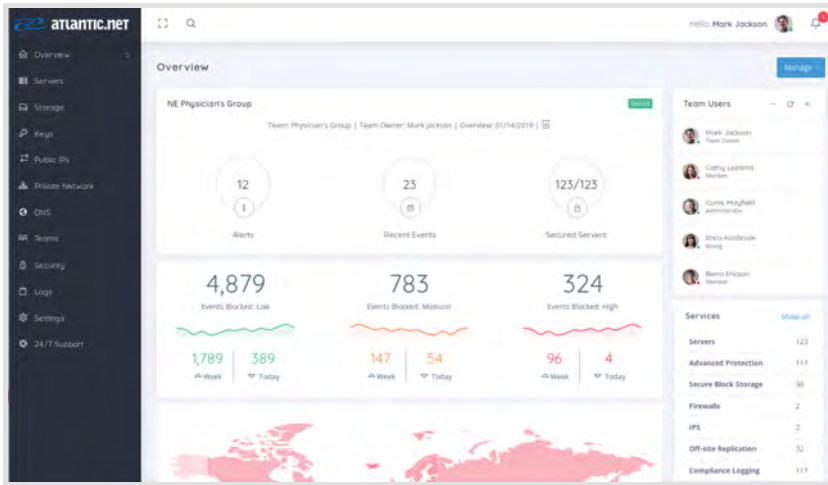 atlantic.net
Hello, Mark Jackson
Overview
Servers
Storage
Keys
Public IPs
Private Network
DNS
Teams
Security
Logs
Settings
24/7 Support
Overview
Manage
NE Physician's Group
Team: Physician's Group | Team Owner: Mark Jackson | Overview: 01/14/2019 |
12
Alerts
23
Recent Events
123/123
Secured Servers
4,879
Events Blocked: Low
1,789
Week
389
Today
783
Events Blocked: Medium
147
Week
54
Today
324
Events Blocked: High
96
Week
4
Today
Team Users
Mark Jackson
Team Owner
Cathy
Member
Curtis Mayfield
Administrator
Erica
Billing
Berra Ericson
Member
Services
Show all
Servers 123
Advanced Protection 117
Secure Block Storage
Firewalls 2
IPS 2
Off-site Replication 32
Compliance Logging 117